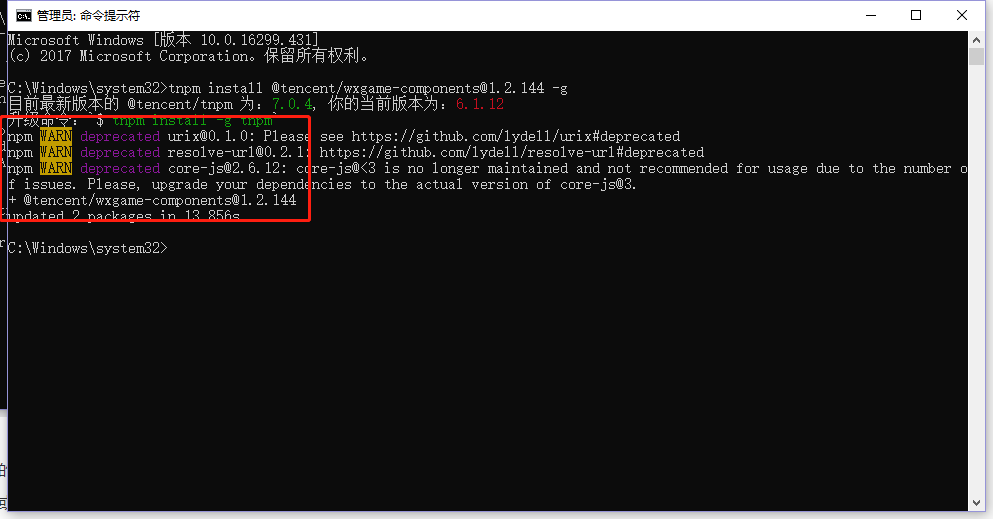 管理员: 命令提示符
Microsoft Windows [版本 10.0.16299.431]
(c) 2017 Microsoft Corporation。保留所有权利。
C:\Windows\system32>tnpm install @tencent/wxgame-components@1.2.144 -g
目前最新版本的 @tencent/tnpm 为: 7.0.4, 你的当前版本为: 6.1.12
升级命令: $ tnpm install -g tnpm
npm WARN deprecated urix@0.1.0: Please see https://github.com/lydell/urix#deprecated
npm WARN deprecated resolve-url@0.2.1: https://github.com/lydell/resolve-url#deprecated
npm WARN deprecated core-js@2.6.12: core-js@<3 is no longer maintained and not recommended for usage due to the number o
f issues. Please, upgrade your dependencies to the actual version of core-js@3.
+ @tencent/wxgame-components@1.2.144
updated 2 packages in 13.856s
C:\Windows\system32>